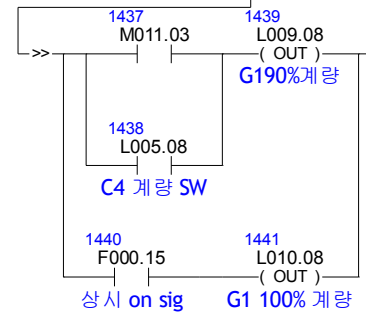 1437 1439
M011.03 L009.08
>> ( OUT )
G190%계량
1438
L005.08
C4 계량 SW
1440 1441
F000.15 L010.08
( OUT )
상시 on sig G1 100% 계량